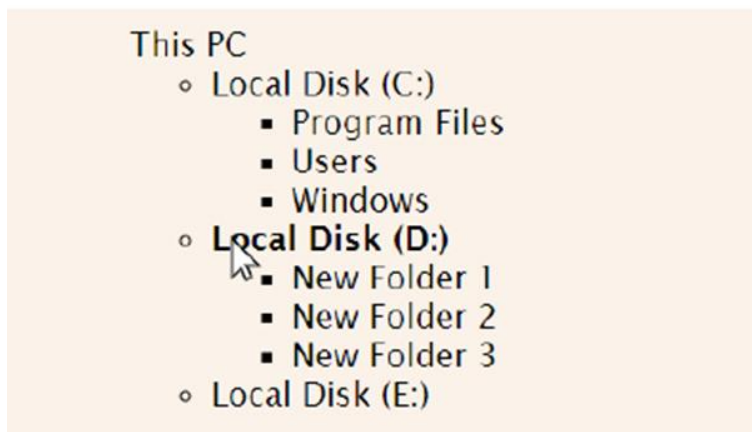 This PC
Local Disk (C:)
Program Files
Users
Windows
Local Disk (D:)
New Folder 1
New Folder 2
New Folder 3
Local Disk (E:)